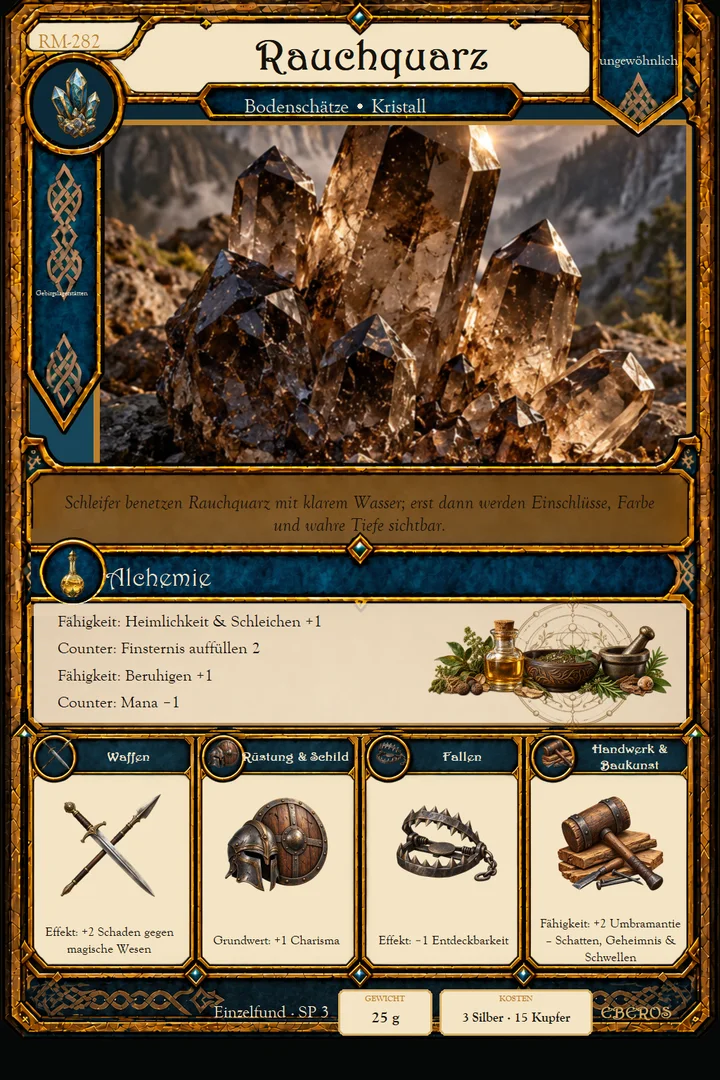 RM-282
Rauchquarz
ungewöhnlich
Bodenschätze • Kristall
Gebirgslagerstätten
Schleifer benetzen Rauchquarz mit klarem Wasser; erst dann werden Einschlüsse, Farbe
und wahre Tiefe sichtbar.
Alchemie
Fähigkeit: Heimlichkeit & Schleichen +1
Counter: Finsternis auffüllen 2
Fähigkeit: Beruhigen +1
Counter: Mana −1
Waffen
Effekt: +2 Schaden gegen
magische Wesen
Rüstung & Schild
Grundwert: +1 Charisma
Fallen
Effekt: −1 Entdeckbarkeit
Handwerk &
Baukunst
Fähigkeit: +2 Umbramantie
– Schatten, Geheimnis &
Schwellen
Einzelfund · SP 3
GEWICHT
25 g
KOSTEN
3 Silber · 15 Kupfer
EBEROS